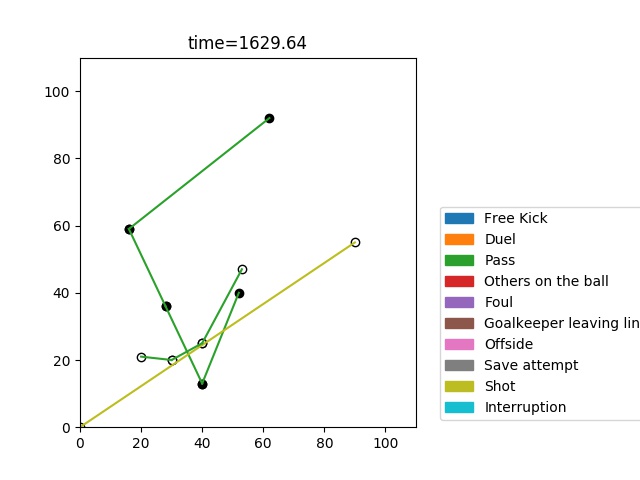 time=1629.64
100
80
60
40
20
0
0 20 40 60 80 100
Free Kick
Duel
Pass
Others on the ball
Foul
Goalkeeper leaving lin
Offside
Save attempt
Shot
Interruption